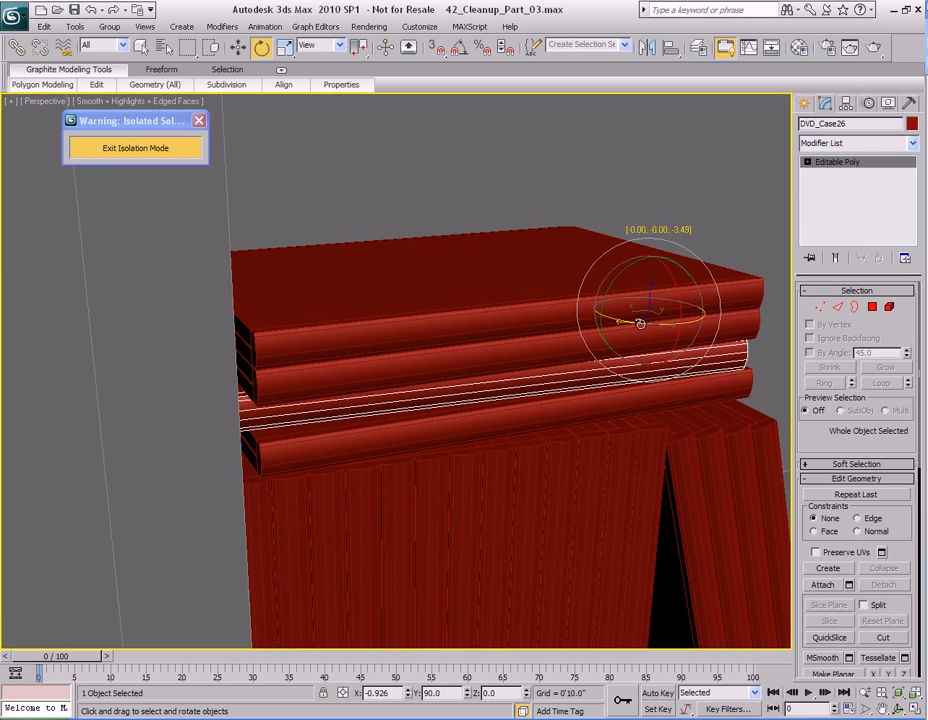 Autodesk 3ds Max 2010 SP1 - Not for Resale 42_Cleanup_Part_03.max
Type a keyword or phrase
Edit Tools Group Views Create Modifiers Animation Graph Editors Rendering Customize MAXScript Help
All View Create Selection Se
Graphite Modeling Tools Freeform Selection
Polygon Modeling Edit Geometry (All) Subdivision Align Properties
[ + ] [ Perspective ] [ Smooth + Highlights + Edged Faces ]
Warning: Isolated Sel...
Exit Isolation Mode
[-0.00, -0.00, -3.49]
DVD_Case26
Modifier List
Editable Poly
Selection
By Vertex
Ignore Backfacing
By Angle: 45.0
Shrink Grow
Ring Loop
Preview Selection
Off SubObj Multi
Whole Object Selected
Soft Selection
Edit Geometry
Repeat Last
Constraints
None Edge
Face Normal
Preserve UVs
Create Collapse
Attach Detach
Slice Plane Split
Slice Reset Plane
QuickSlice Cut
MSmooth Tessellate
Make Planar X Y Z
0 / 100
0 5 10 15 20 25 30 35 40 45 50 55 60 65 70 75 80 85 90 95 100
1 Object Selected X: -0.926 Y: 90.0 Z: 0.0 Grid = 0'10.0" Auto Key Selected
Welcome to M Click and drag to select and rotate objects Add Time Tag Set Key Key Filters... 0